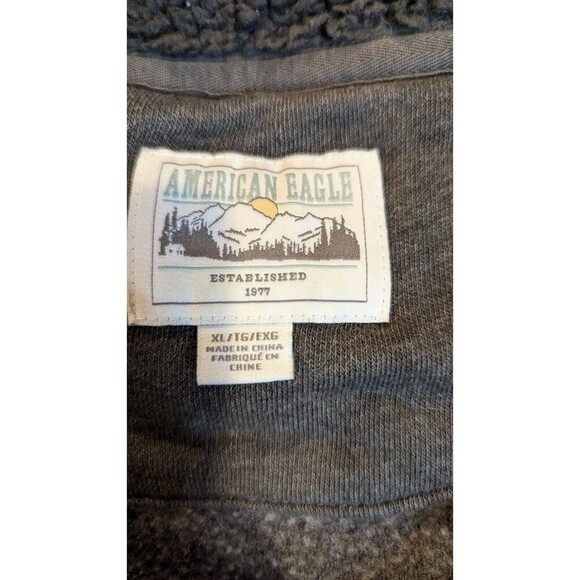 AMERICAN EAGLE
ESTABLISHED
1977
XL/TG/EXG
MADE IN CHINA
FABRIQUÉ EN
CHINE